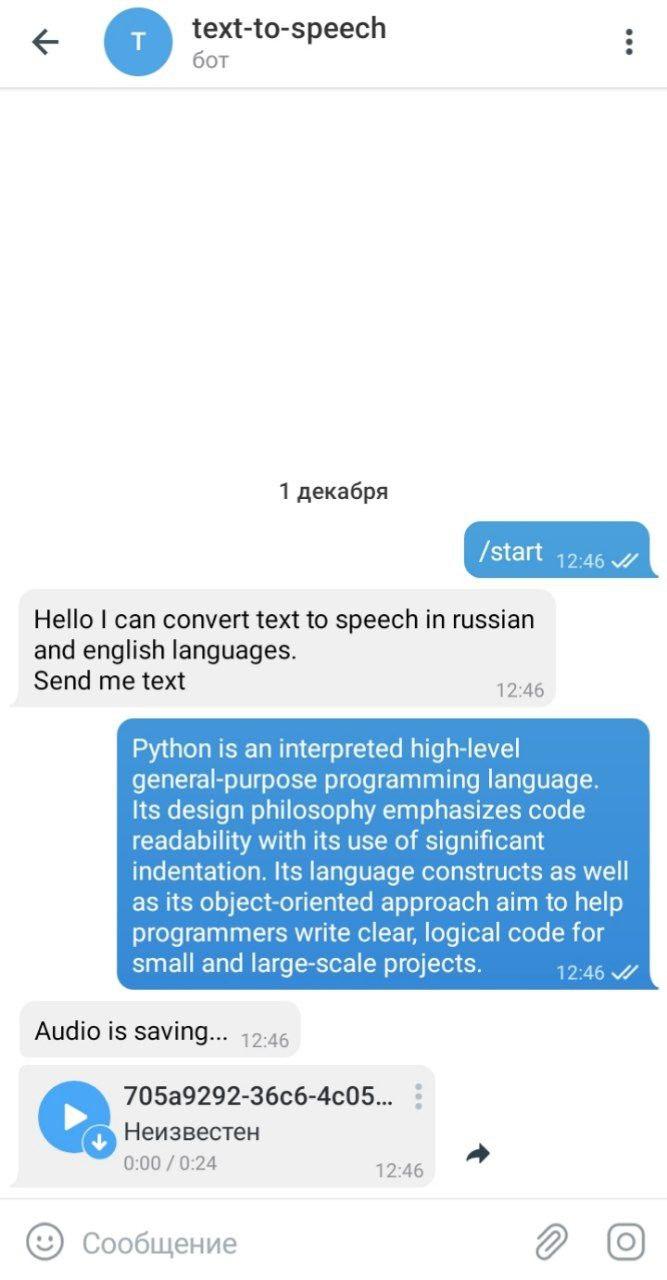 T
text-to-speech
бот
1 декабря
/start 12:46
Hello I can convert text to speech in russian
and english languages.
Send me text
12:46
Python is an interpreted high-level
general-purpose programming language.
Its design philosophy emphasizes code
readability with its use of significant
indentation. Its language constructs as well
as its object-oriented approach aim to help
programmers write clear, logical code for
small and large-scale projects.
12:46
Audio is saving... 12:46
705a9292-36c6-4c05...
Неизвестен
0:00 / 0:24
12:46
Сообщение